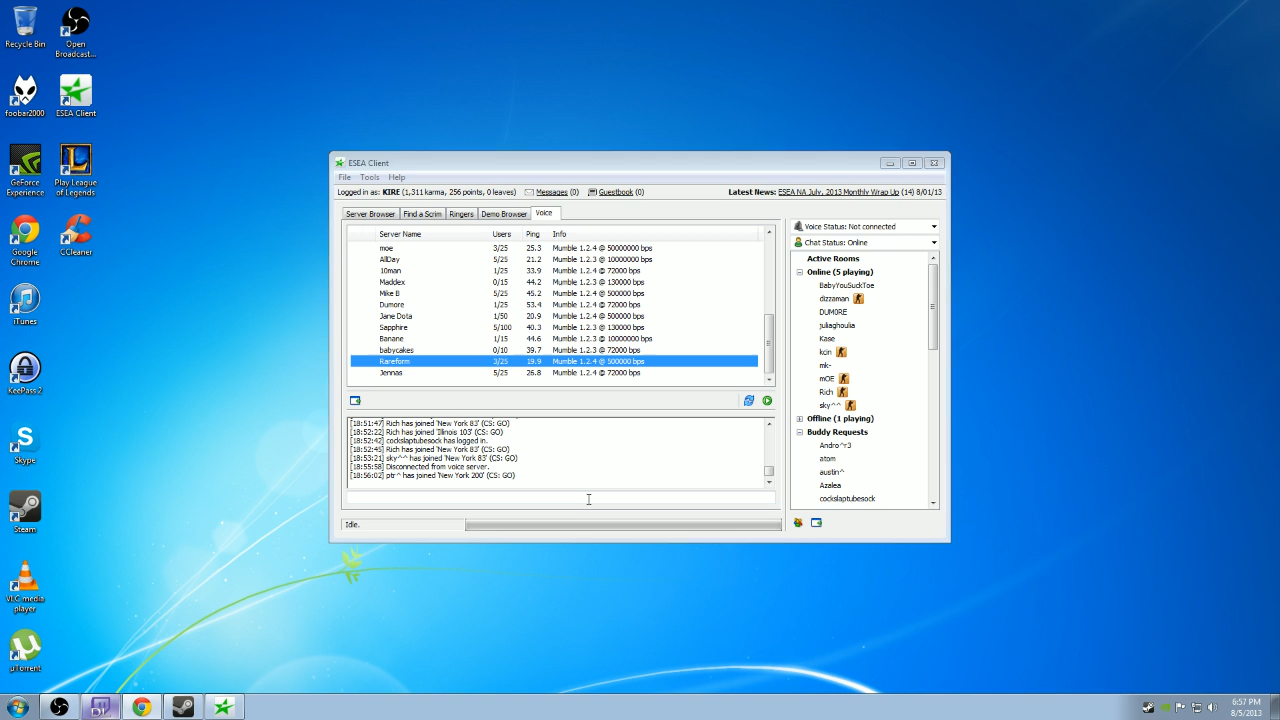 Recycle Bin
Open
Broadcast...
foobar2000
ESEA Client
GeForce
Experience
Play League
of Legends
Google
Chrome
CCleaner
iTunes
KeePass 2
Skype
Steam
VLC media
player
uTorrent
ESEA Client
File Tools Help
Logged in as: KIRE (1,311 karma, 256 points, 0 leaves) Messages (0) Guestbook (0) Latest News: ESEA NA July, 2013 Monthly Wrap Up (14) 8/01/13
Server Browser Find a Scrim Ringers Demo Browser Voice
Server Name Users Ping Info
moe 3/25 25.3 Mumble 1.2.4 @ 50000000 bps
AllDay 5/25 21.2 Mumble 1.2.3 @ 10000000 bps
10man 1/25 33.9 Mumble 1.2.4 @ 72000 bps
Maddex 0/15 44.2 Mumble 1.2.3 @ 130000 bps
Mike B 5/25 45.2 Mumble 1.2.4 @ 500000 bps
Dumore 1/25 53.4 Mumble 1.2.4 @ 72000 bps
Jane Dota 1/50 20.9 Mumble 1.2.4 @ 500000 bps
Sapphire 5/100 40.3 Mumble 1.2.3 @ 130000 bps
Banane 1/15 44.6 Mumble 1.2.3 @ 10000000 bps
babycakes 0/10 39.7 Mumble 1.2.3 @ 72000 bps
Rareform 3/25 19.9 Mumble 1.2.4 @ 500000 bps
Jennas 5/25 26.8 Mumble 1.2.4 @ 72000 bps
[18:51:47] Rich has joined 'New York 83' (CS: GO)
[18:52:22] Rich has joined 'Illinois 103' (CS: GO)
[18:52:42] cockslaptubesock has logged in.
[18:52:45] Rich has joined 'New York 83' (CS: GO)
[18:53:21] sky^^ has joined 'New York 83' (CS: GO)
[18:55:58] Disconnected from voice server.
[18:56:02] ptr^ has joined 'New York 200' (CS: GO)
Idle.
Voice Status: Not connected
Chat Status: Online
Active Rooms
Online (5 playing)
BabyYouSuckToe
dizzaman
DUM0RE
juliaghoulia
Kase
kcin
mk-
mOE
Rich
sky^^
Offline (1 playing)
Buddy Requests
Andro^r3
atom
austin^
Azalea
cockslaptubesock
6:57 PM
8/5/2013